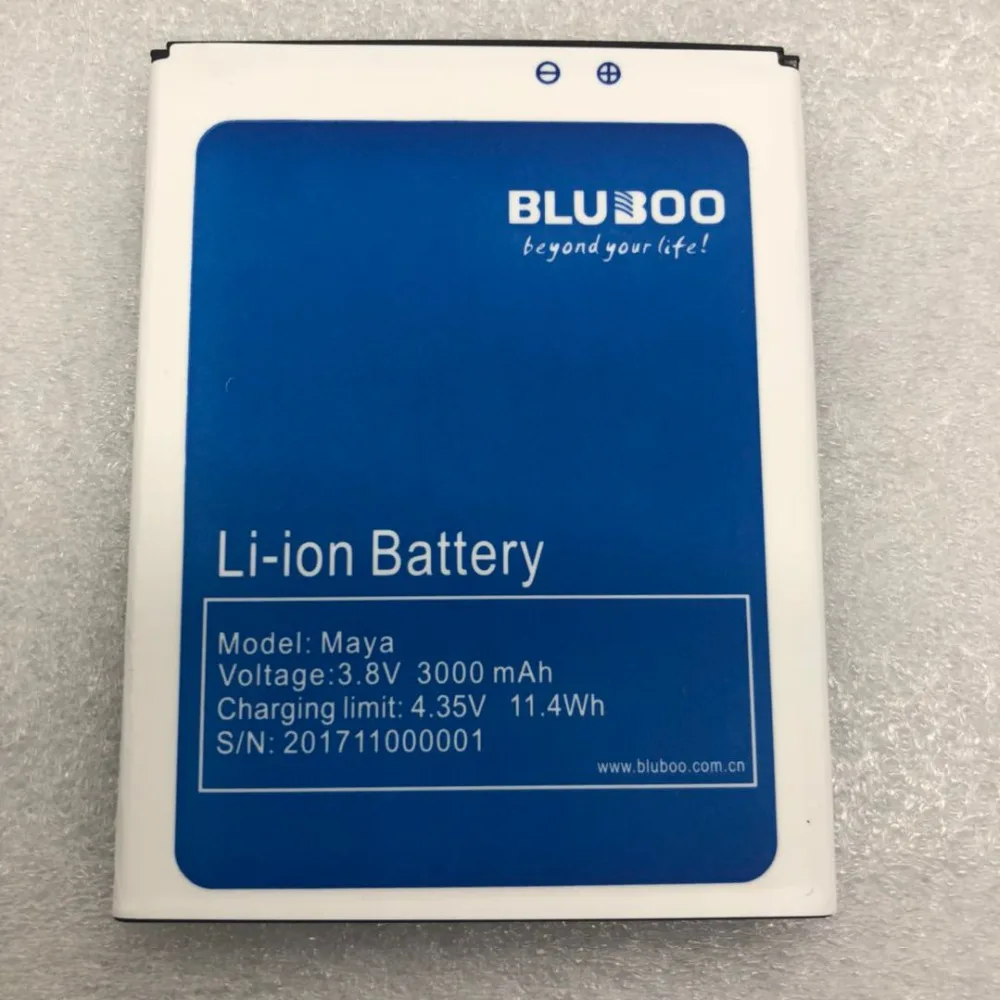 ⊖ ⊕
BLUBOO
beyond your life!
Li-ion Battery
Model: Maya
Voltage:3.8V 3000 mAh
Charging limit: 4.35V 11.4Wh
S/N: 201711000001
www.bluboo.com.cn